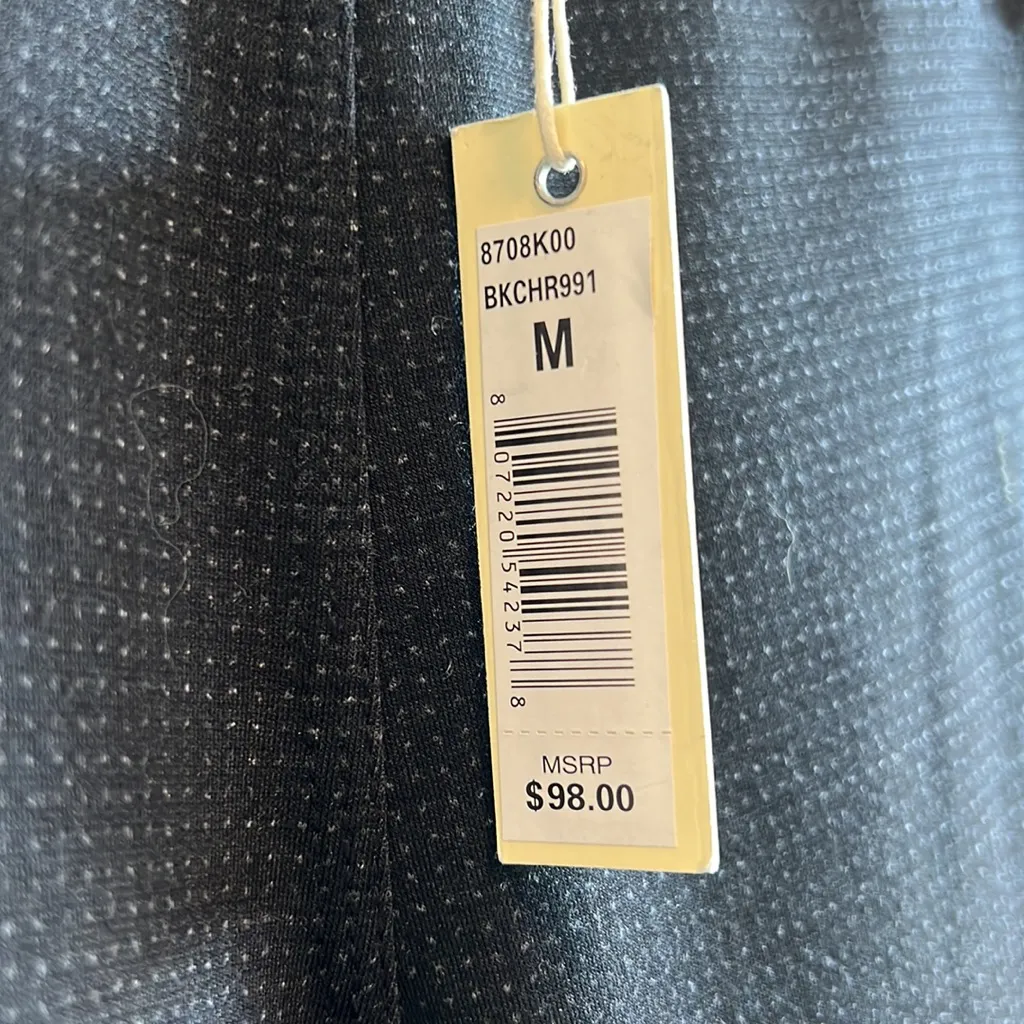 8708K00
BKCHR991
M
8 07220 54237 8
MSRP
$98.00